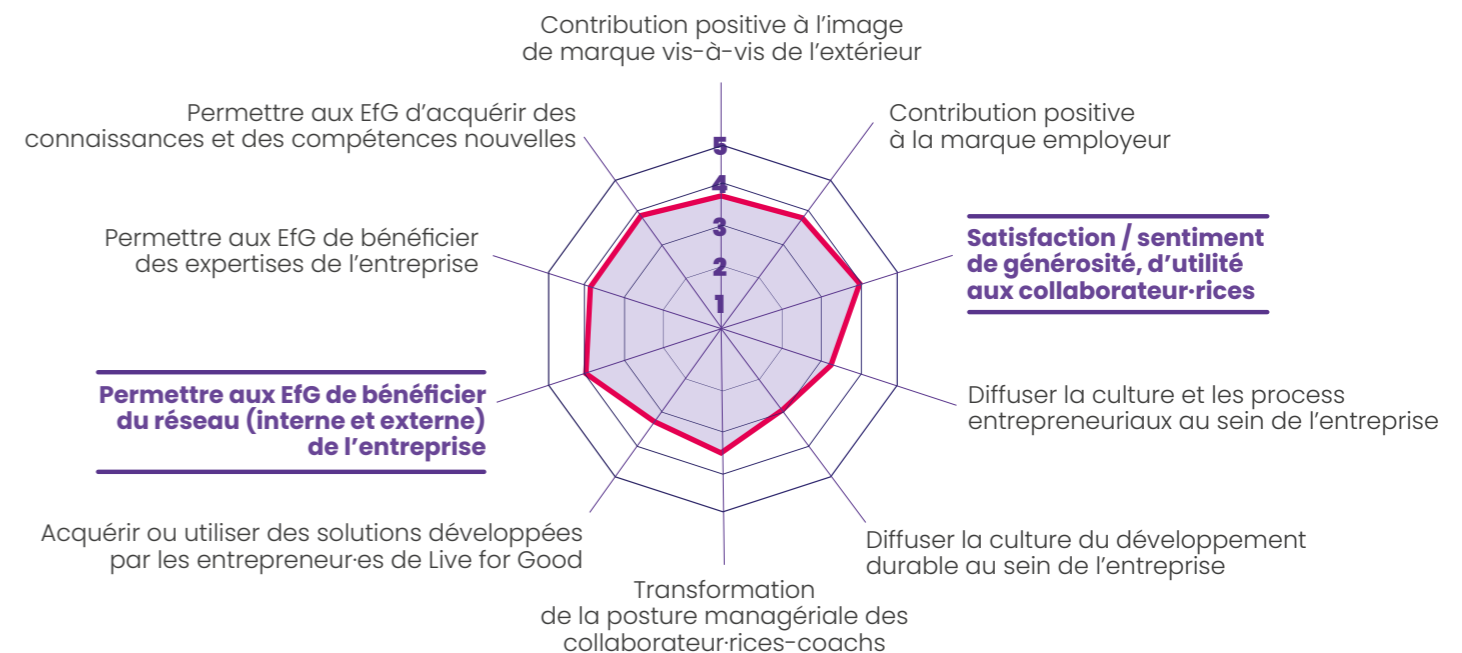 Contribution positive à l’image
de marque vis-à-vis de l’extérieur
Permettre aux EfG d’acquérir des
connaissances et des compétences nouvelles
Contribution positive
à la marque employeur
5
4
3
2
1
Permettre aux EfG de bénéficier
des expertises de l’entreprise
Satisfaction / sentiment
de générosité, d’utilité
aux collaborateur·rices
Permettre aux EfG de bénéficier
du réseau (interne et externe)
de l’entreprise
Diffuser la culture et les process
entrepreneuriaux au sein de l’entreprise
Acquérir ou utiliser des solutions développées
par les entrepreneur·es de Live for Good
Diffuser la culture du développement
durable au sein de l’entreprise
Transformation
de la posture managériale des
collaborateur·rices-coachs